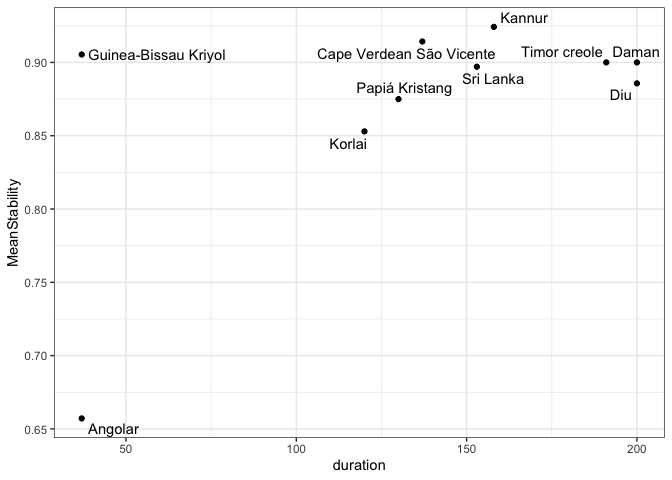 Kannur
Cape Verdean São Vicente
Timor creole
Daman
0.90
Guinea-Bissau Kriyol
Sri Lanka
Papiá Kristang
Diu
Korlai
0.85
0.80
MeanStability
0.75
0.70
0.65
Angolar
50
100
150
200
duration